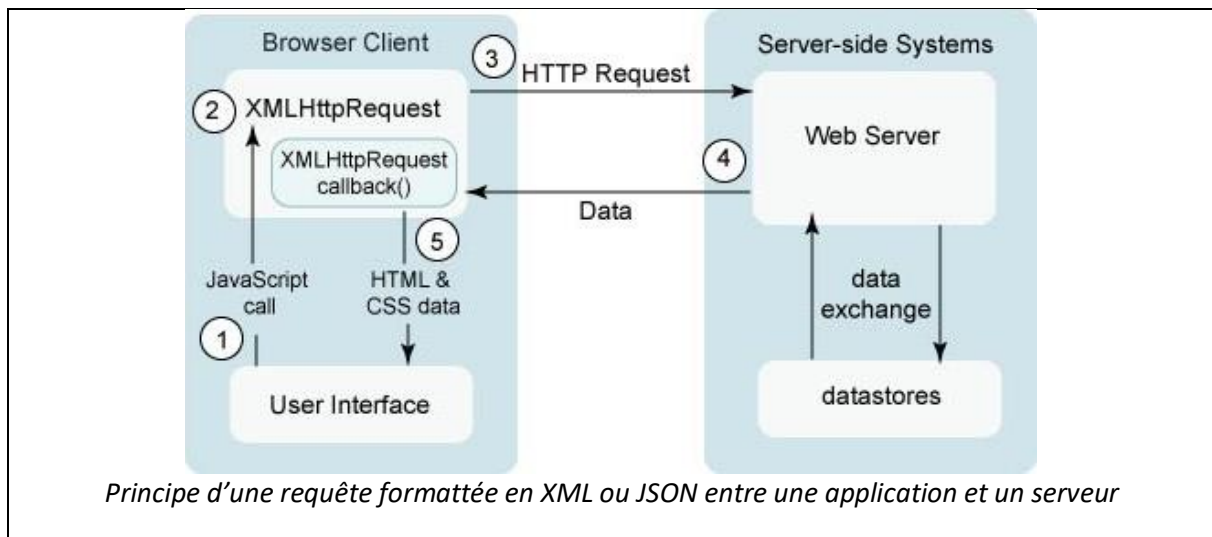 Browser Client
Server-side Systems
3
HTTP Request
2
XMLHttpRequest
Web Server
XMLHttpRequest
callback()
4
Data
5
JavaScript
call
HTML &
CSS data
data
exchange
1
User Interface
datastores
Principe d’une requête formattée en XML ou JSON entre une application et un serveur